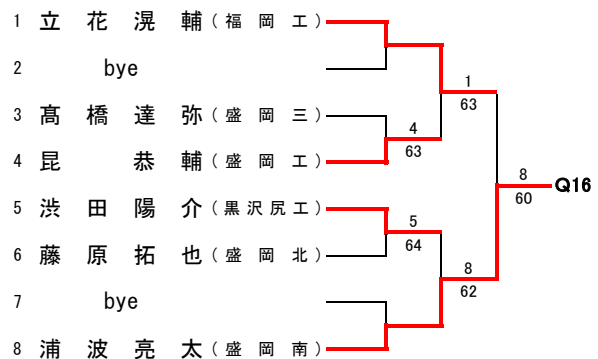 1 立花滉輔(福岡工)
2 bye
1
63
3 髙橋達弥(盛岡三)
4
63
4 昆恭輔(盛岡工)
8
60
Q16
5 渋田陽介(黒沢尻工)
5
64
6 藤原拓也(盛岡北)
8
62
7 bye
8 浦波亮太(盛岡南)